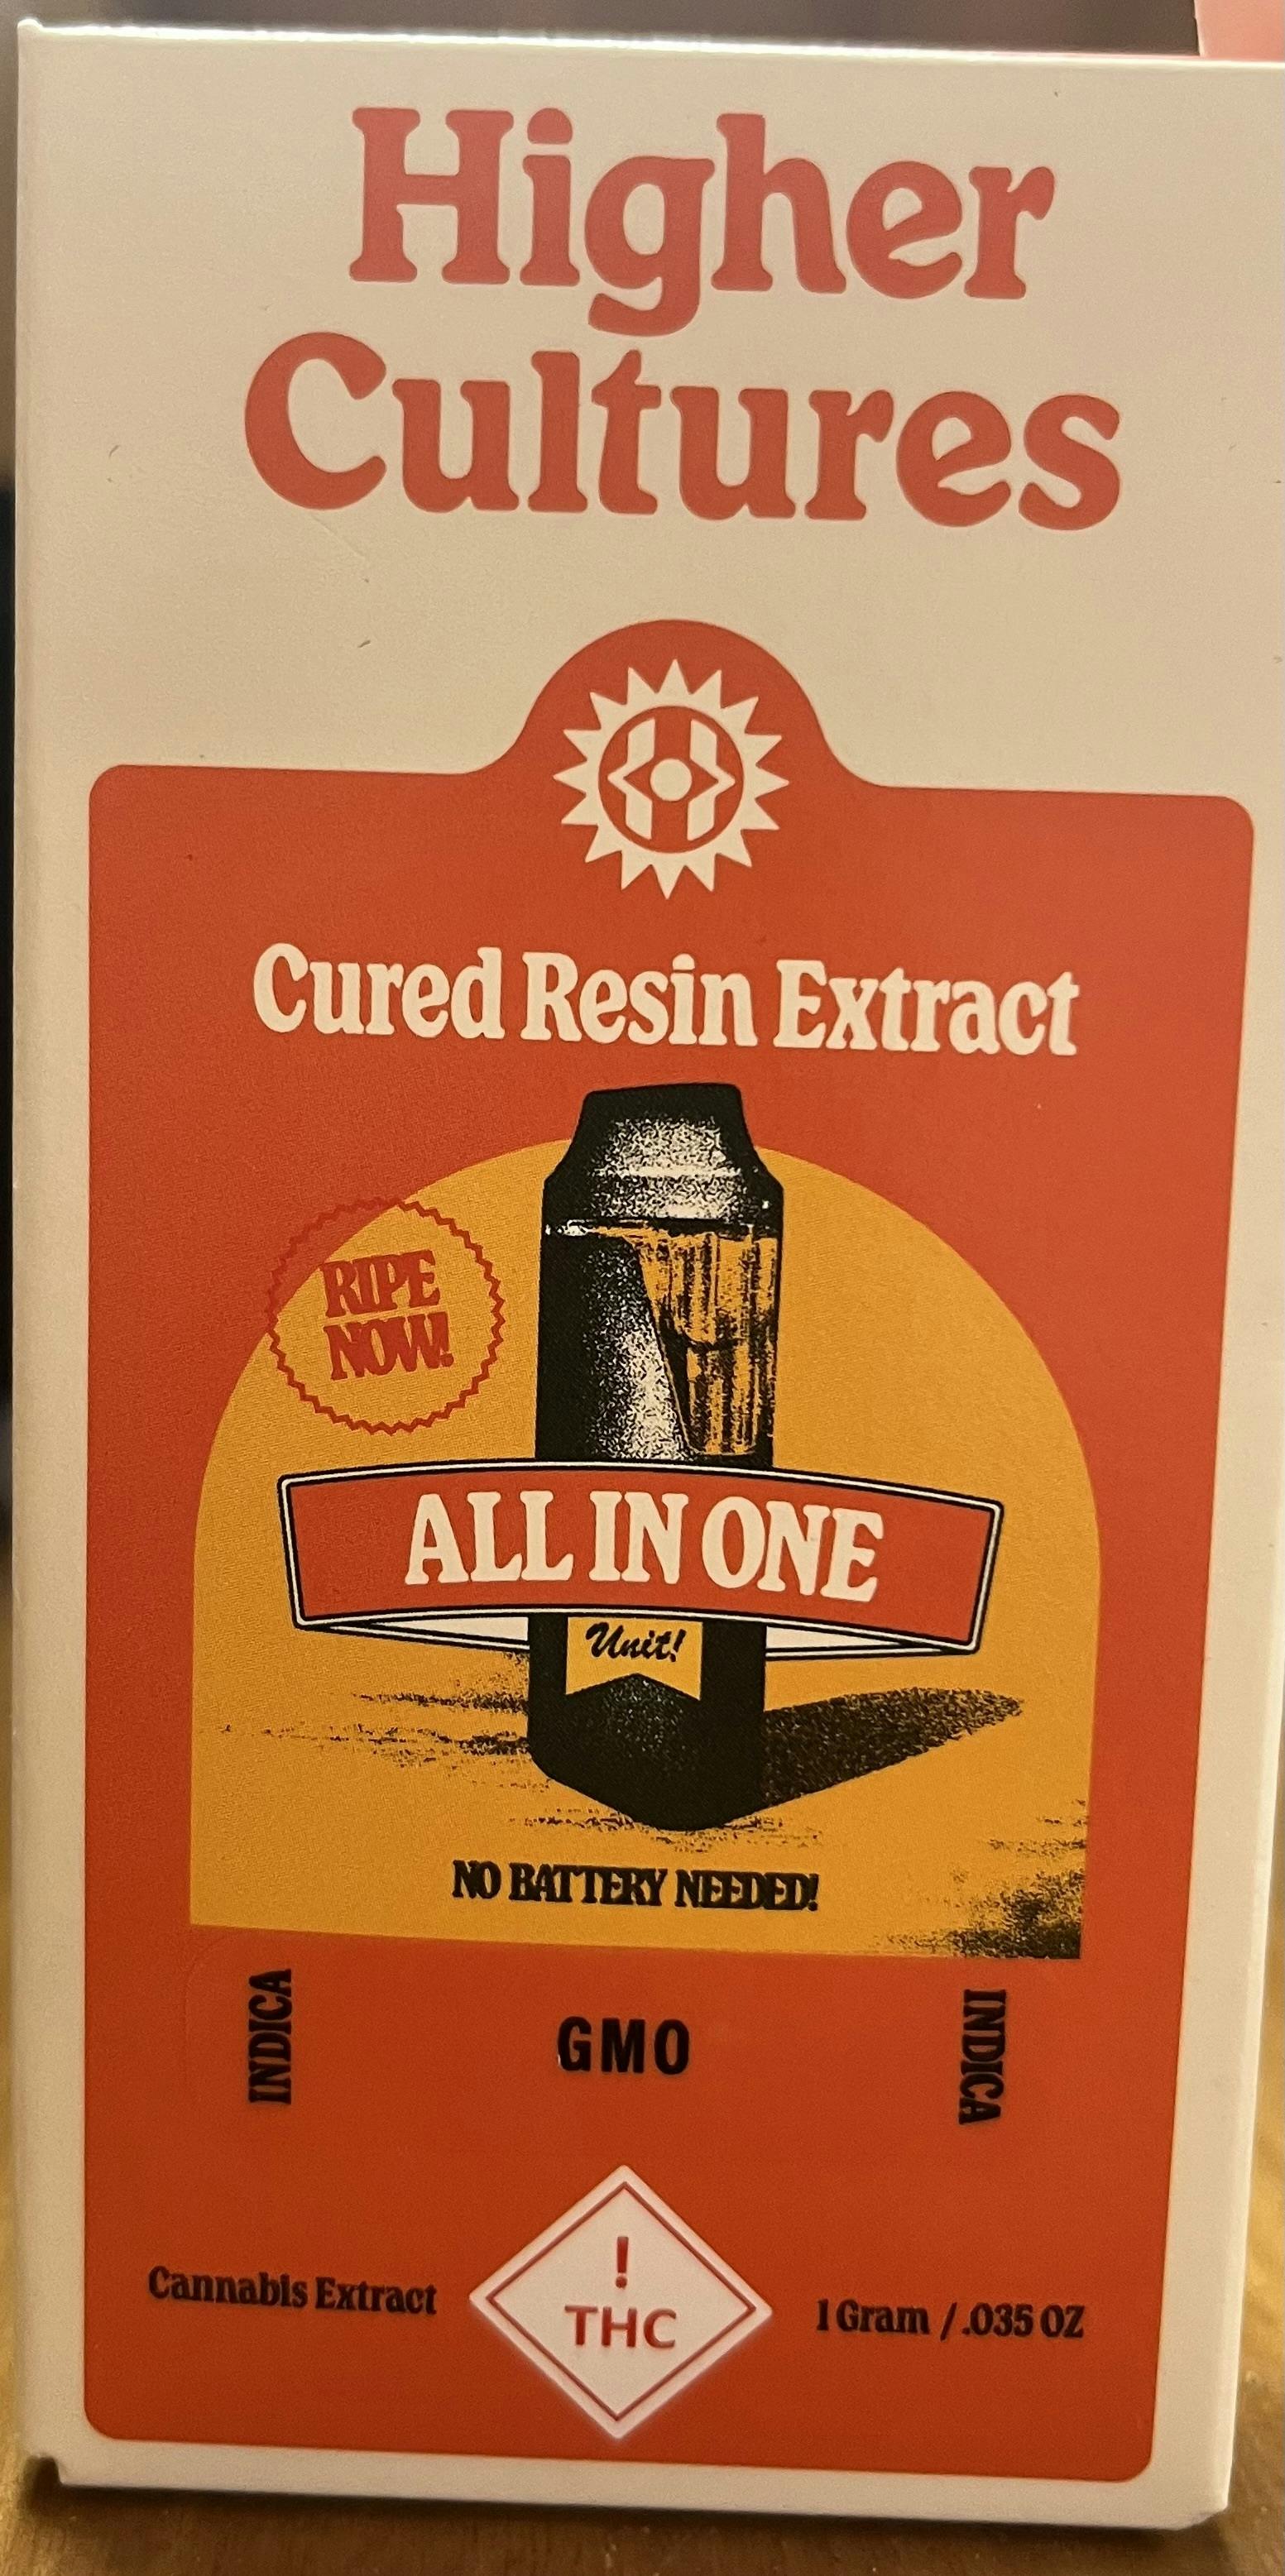 Higher
Cultures
Cured Resin Extract
RIPE
NOW!
ALL IN ONE
Unit!
NO BATTERY NEEDED!
INDICA
GMO
INDICA
Cannabis Extract
!
THC
1 Gram / .035 OZ